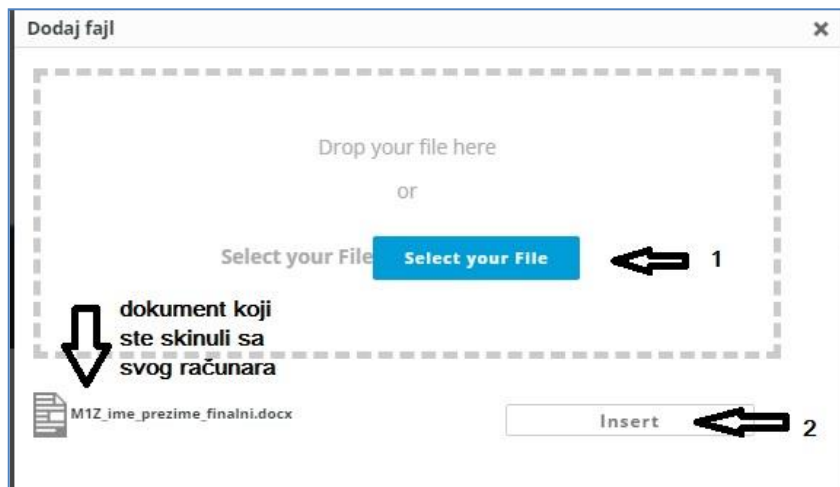 Dodaj fajl
Drop your file here
or
Select your File Select your File 1
dokument koji
ste skinuli sa
svog računara
M1Z_ime_prezime_finalni.docx Insert 2